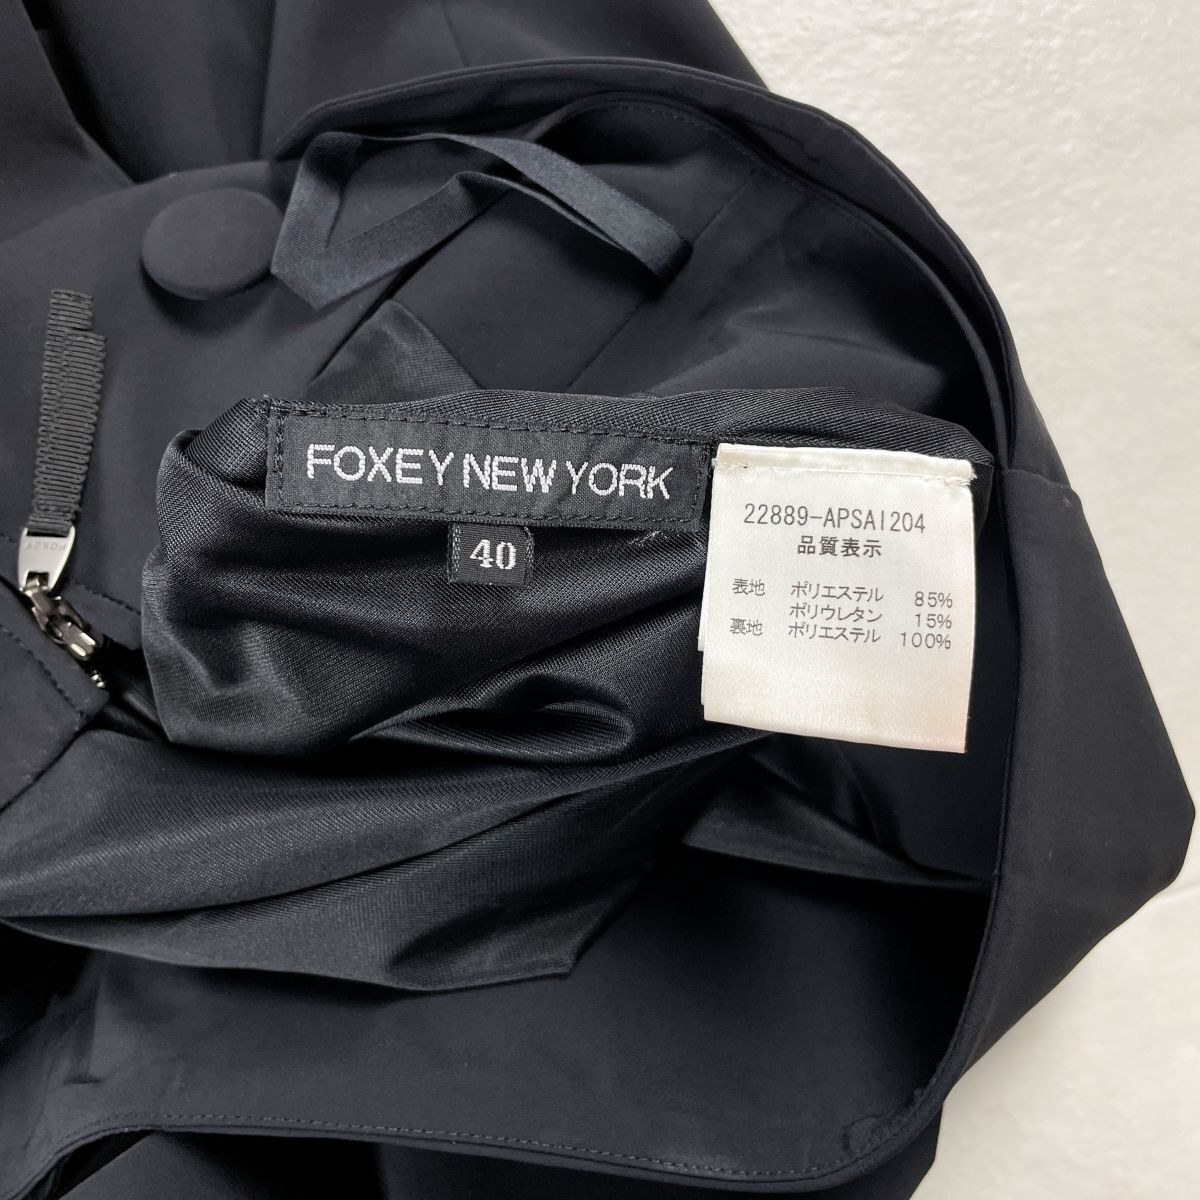 FOXEY NEW YORK
40
22889-APSAI204
品質表示
表地 ポリエステル 85%
ポリウレタン 15%
裏地 ポリエステル 100%
FOXEY